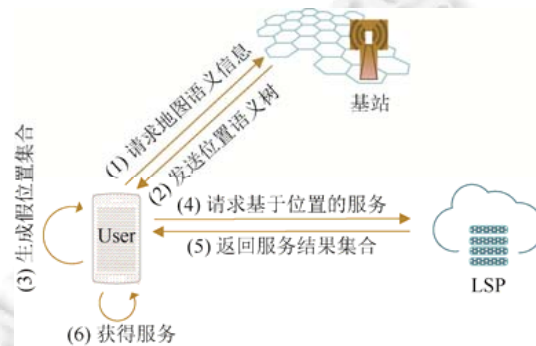 基站
(1) 请求地图语义信息
(2) 发送位置语义树
(3) 生成假位置集合
User
(4) 请求基于位置的服务
(5) 返回服务结果集合
LSP
(6) 获得服务